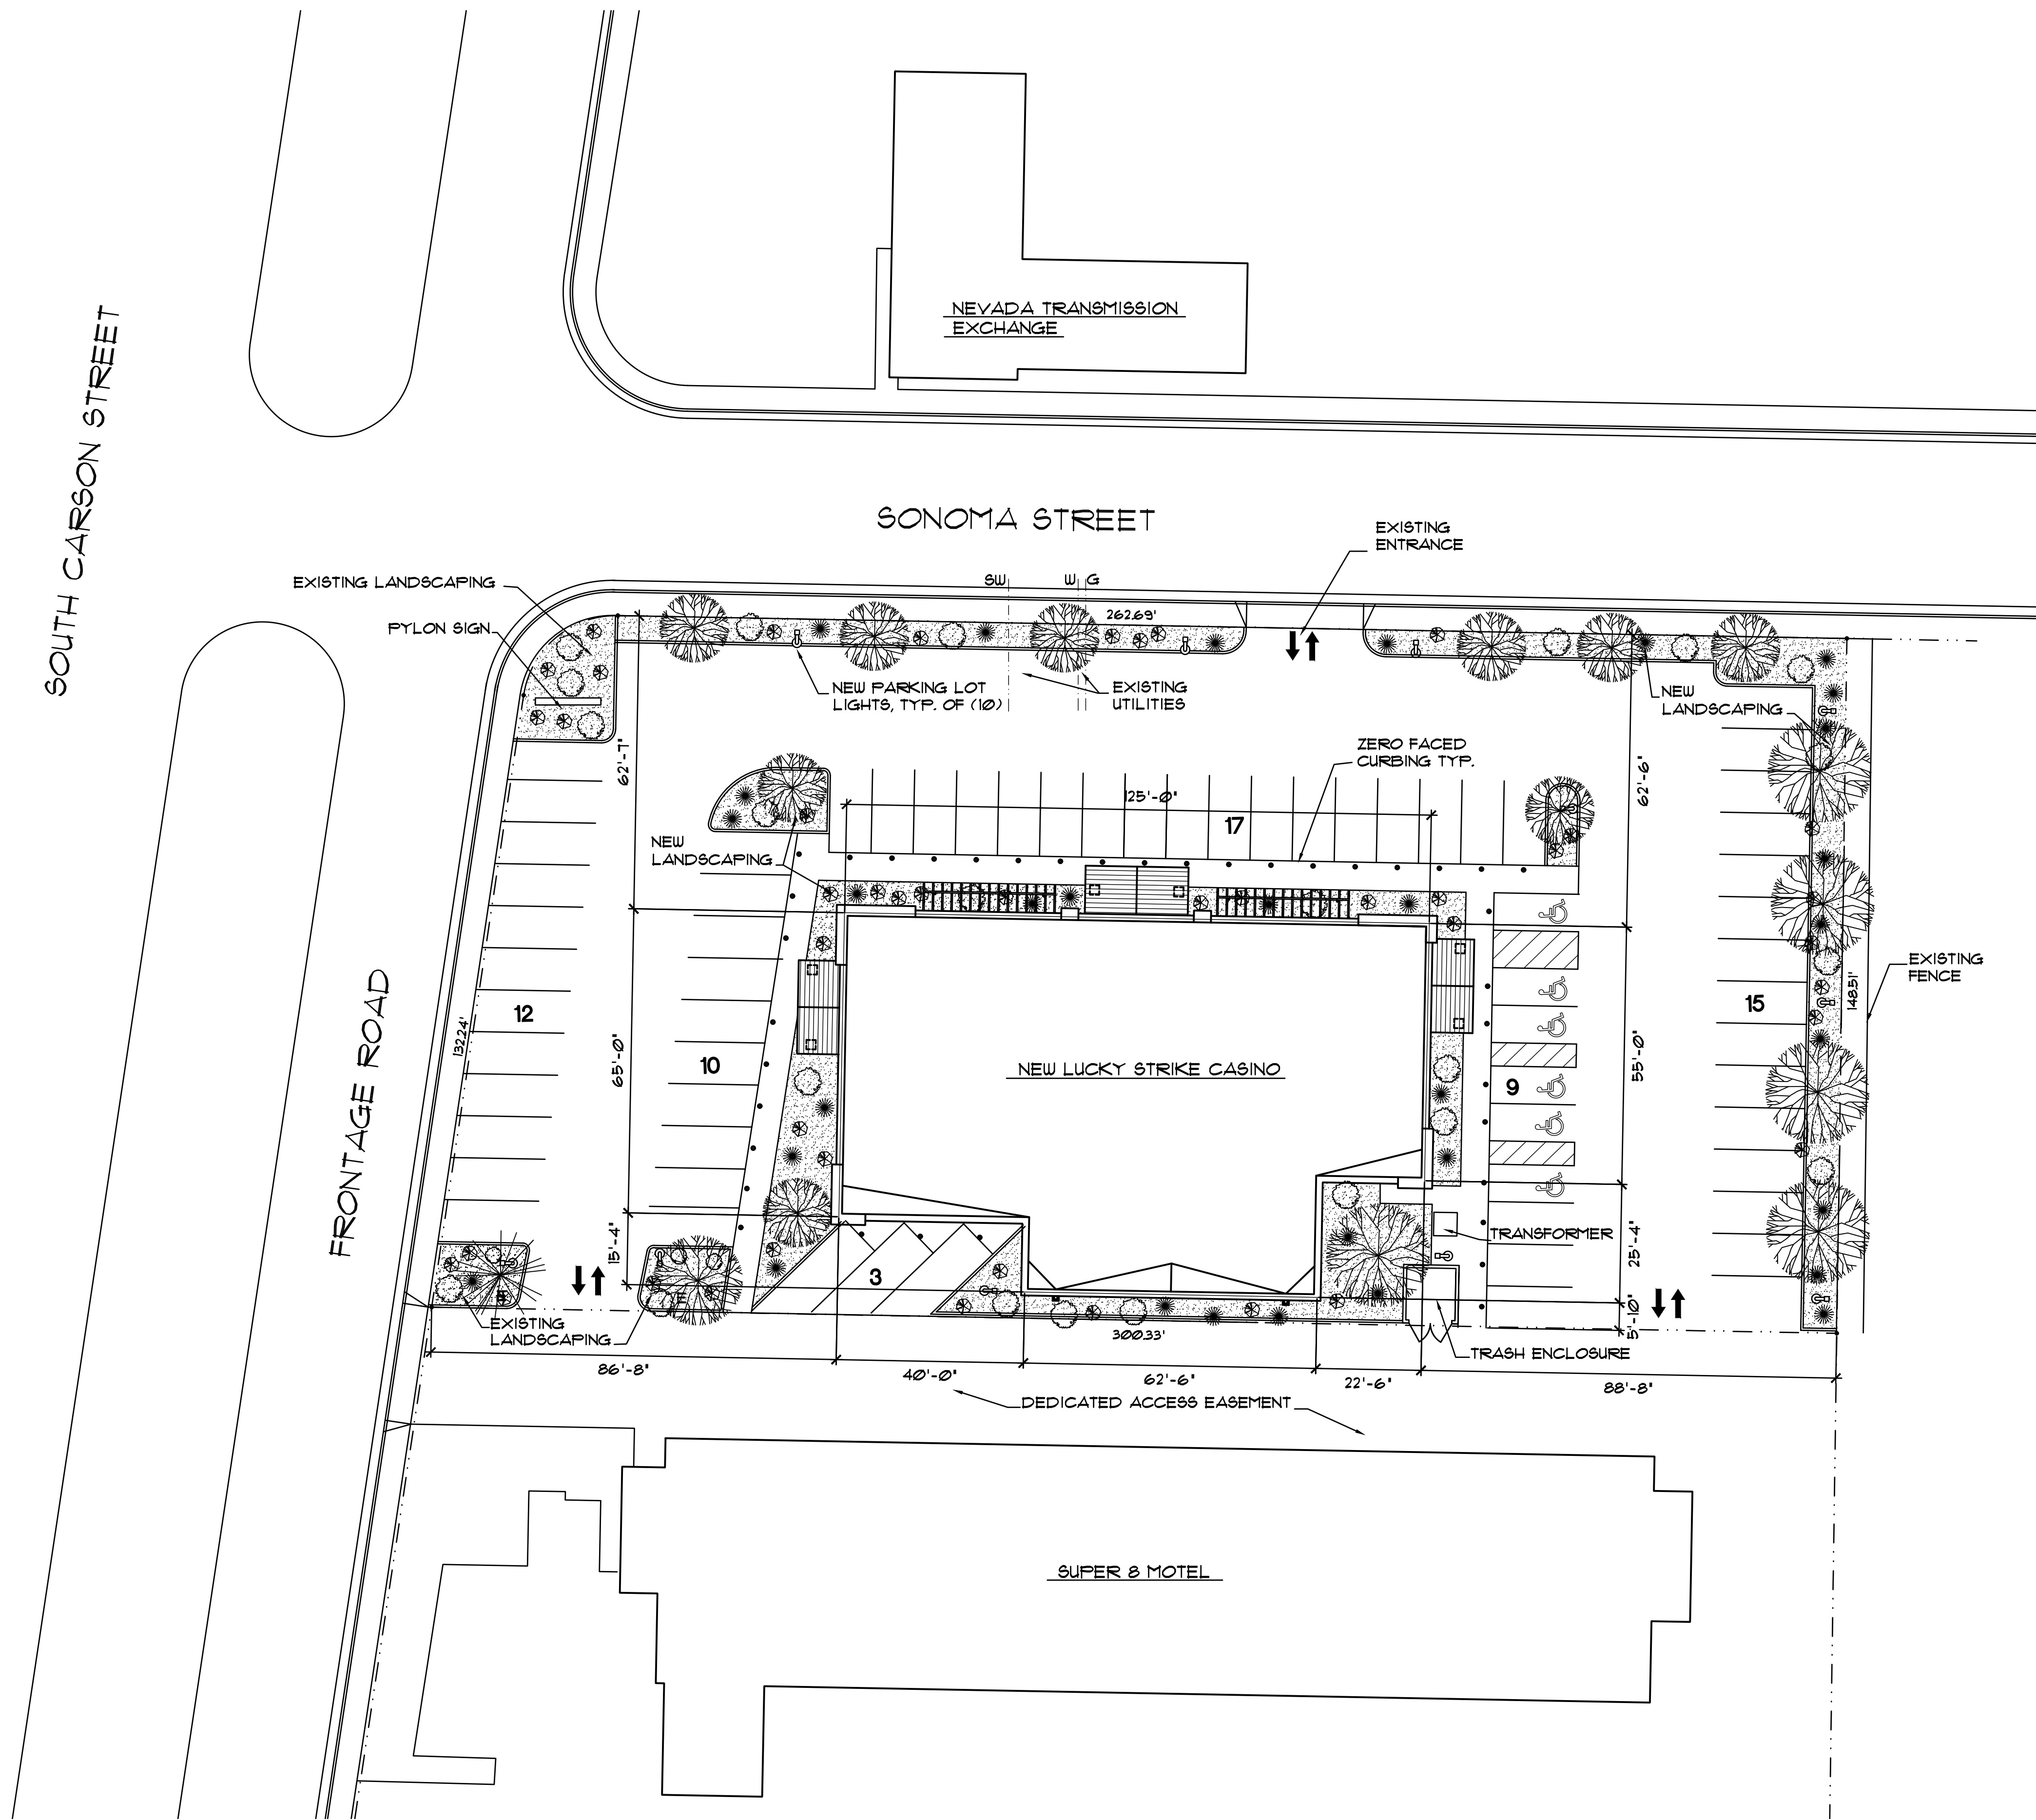 NEVADA TRANSMISSION
EXCHANGE
SOUTH CARSON STREET
SONOMA STREET
EXISTING
ENTRANCE
EXISTING LANDSCAPING
SW
W
G
262.69'
PYLON SIGN
NEW PARKING LOT
LIGHTS, TYP. OF (10)
EXISTING
UTILITIES
NEW
LANDSCAPING
62'-7"
ZERO FACED
CURBING TYP.
62'-6"
125'-0"
17
NEW
LANDSCAPING
EXISTING
FENCE
148.51'
12
15
132.24'
65'-0"
10
NEW LUCKY STRIKE CASINO
9
55'-0"
FRONTAGE ROAD
15'-4"
3
TRANSFORMER
25'-4"
5'-10"
EXISTING
LANDSCAPING
300.33'
TRASH ENCLOSURE
86'-8"
40'-0"
62'-6"
22'-6"
88'-8"
DEDICATED ACCESS EASEMENT
SUPER 8 MOTEL